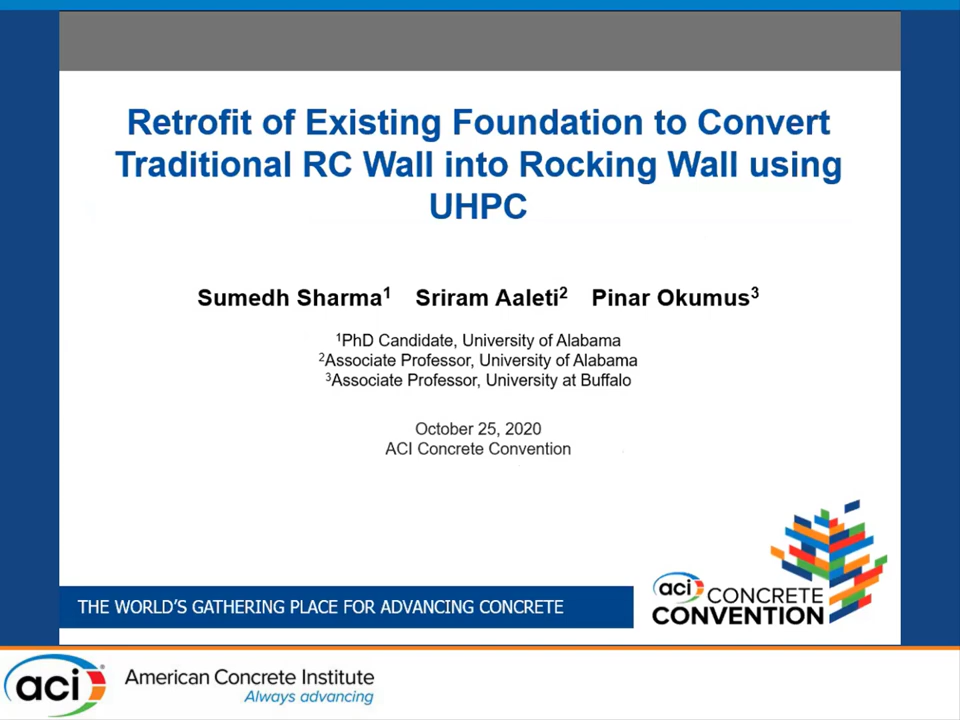 Retrofit of Existing Foundation to Convert
Traditional RC Wall into Rocking Wall using
UHPC
Sumedh Sharma¹ Sriram Aaleti² Pinar Okumus³
¹PhD Candidate, University of Alabama
²Associate Professor, University of Alabama
³Associate Professor, University at Buffalo
October 25, 2020
ACI Concrete Convention
THE WORLD'S GATHERING PLACE FOR ADVANCING CONCRETE
aci CONCRETE
CONVENTION
aci® American Concrete Institute
Always advancing